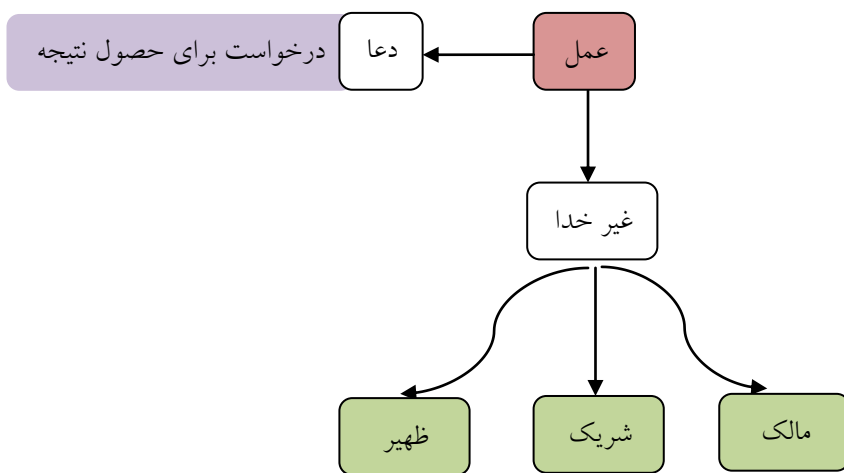 عمل
دعا
درخواست برای حصول نتیجه
غیر خدا
مالک
شریک
ظهیر